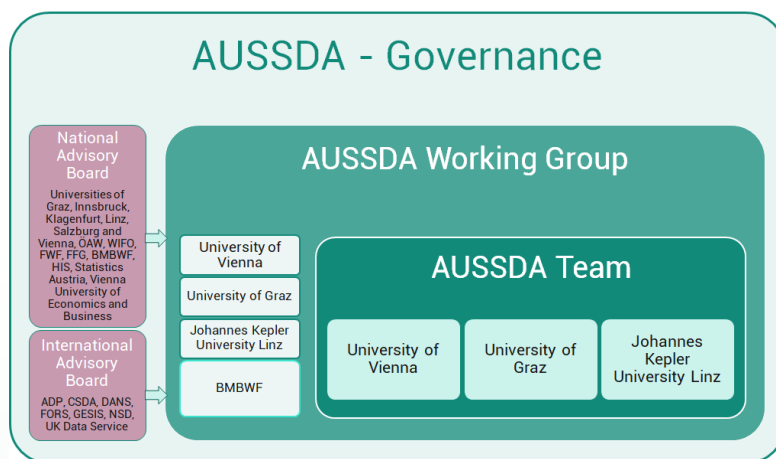 AUSSDA - Governance
National
Advisory
Board
Universities of
Graz, Innsbruck,
Klagenfurt, Linz,
Salzburg and
Vienna, ÖAW, WIFO,
FWF, FFG, BMBWF,
HIS, Statistics
Austria, Vienna
University of
Economics and
Business
International
Advisory
Board
ADP, CSDA, DANS,
FORS, GESIS, NSD,
UK Data Service
AUSSDA Working Group
University of
Vienna
University of Graz
Johannes Kepler
University Linz
BMBWF
AUSSDA Team
University of
Vienna
University of
Graz
Johannes
Kepler
University Linz